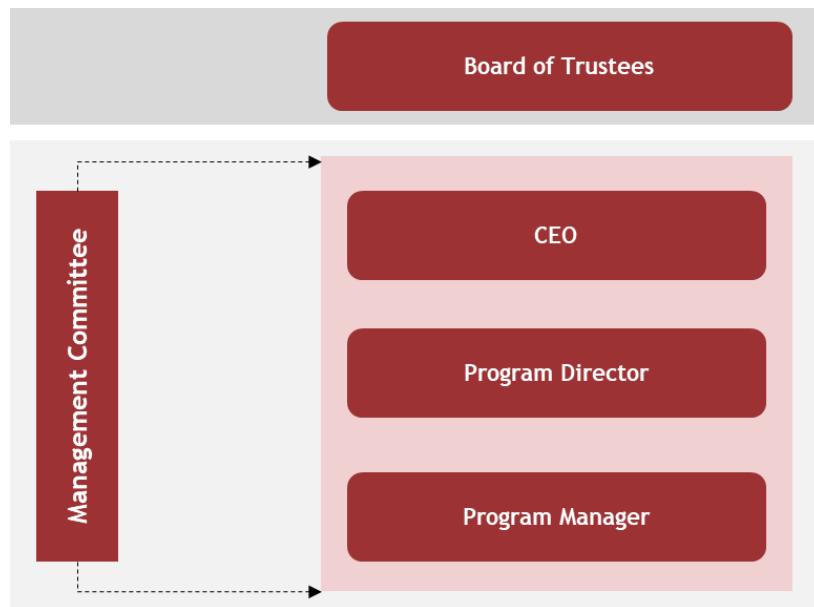 Board of Trustees
Management Committee
CEO
Program Director
Program Manager